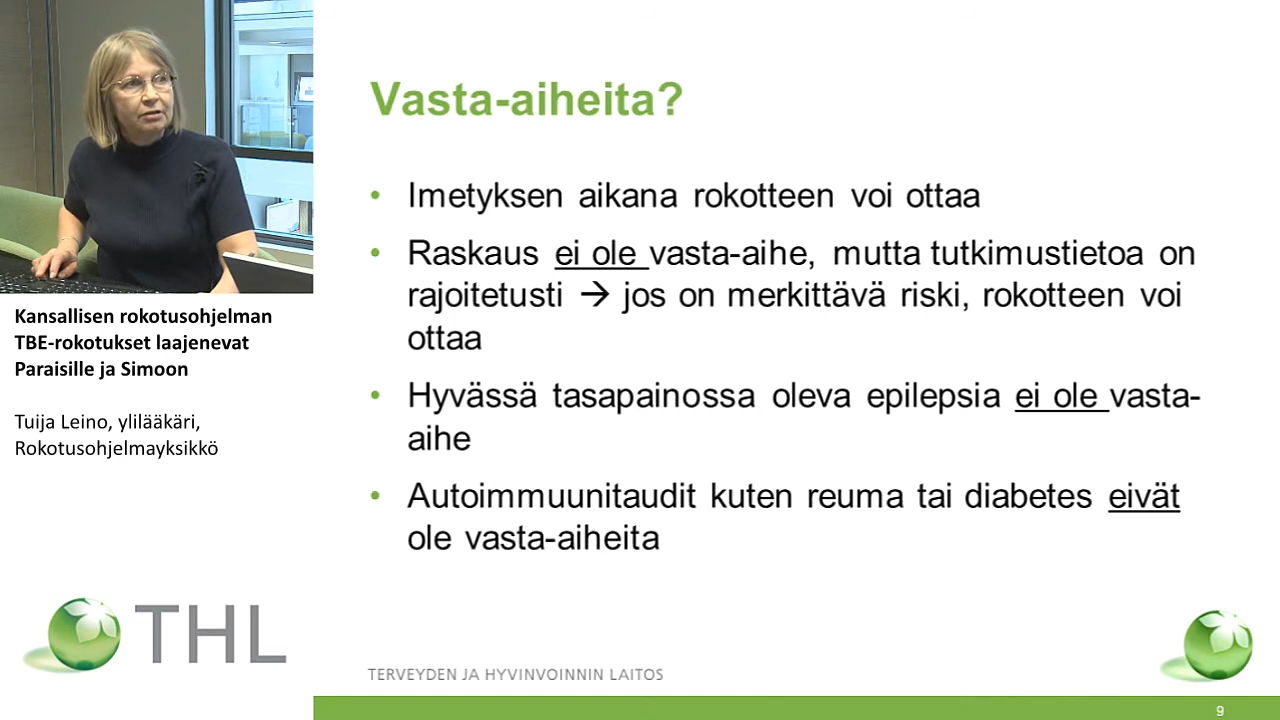 Kansallisen rokotusohjelman
TBE-rokotukset laajenevat
Paraisille ja Simoon
Tuija Leino, ylilääkäri,
Rokotusohjelmayksikkö
THL
Vasta-aiheita?
• Imetyksen aikana rokotteen voi ottaa
• Raskaus ei ole vasta-aihe, mutta tutkimustietoa on
rajoitetusti → jos on merkittävä riski, rokotteen voi
ottaa
• Hyvässä tasapainossa oleva epilepsia ei ole vasta-
aihe
• Autoimmuunitaudit kuten reuma tai diabetes eivät
ole vasta-aiheita
TERVEYDEN JA HYVINVOINNIN LAITOS
9